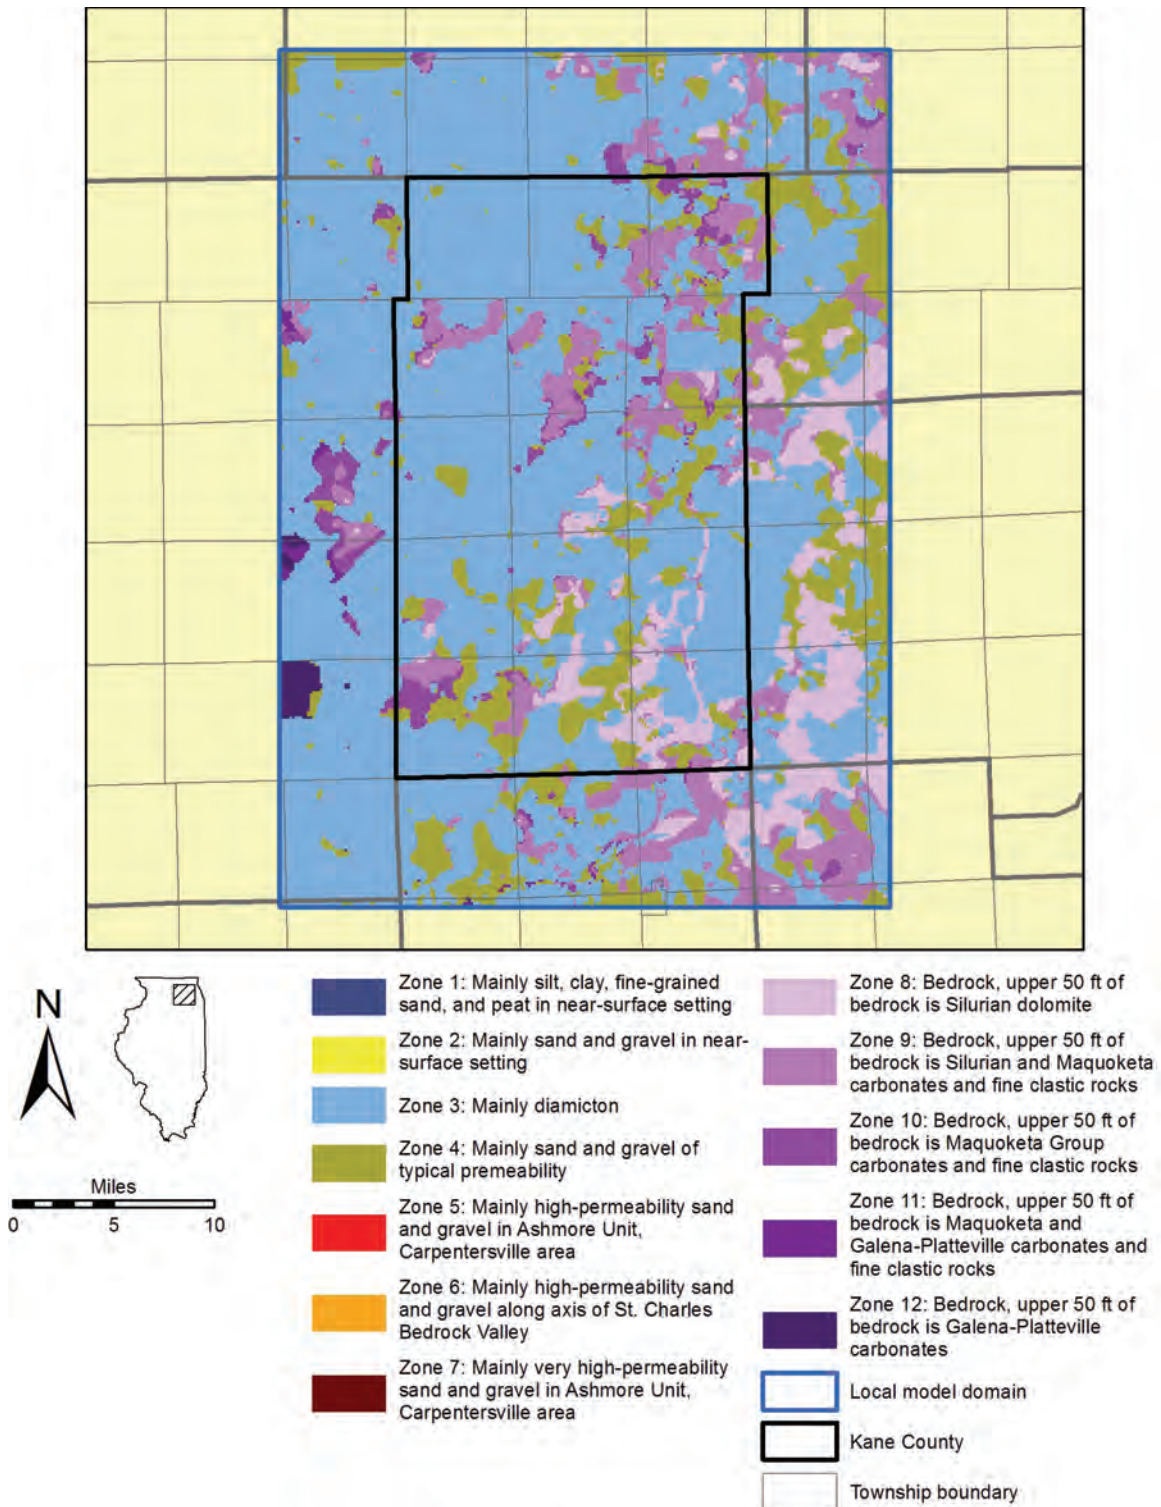 N
Miles
0 5 10
Zone 1: Mainly silt, clay, fine-grained
sand, and peat in near-surface setting
Zone 2: Mainly sand and gravel in near-
surface setting
Zone 3: Mainly diamicton
Zone 4: Mainly sand and gravel of
typical premeability
Zone 5: Mainly high-permeability sand
and gravel in Ashmore Unit,
Carpentersville area
Zone 6: Mainly high-permeability sand
and gravel along axis of St. Charles
Bedrock Valley
Zone 7: Mainly very high-permeability
sand and gravel in Ashmore Unit,
Carpentersville area
Zone 8: Bedrock, upper 50 ft of
bedrock is Silurian dolomite
Zone 9: Bedrock, upper 50 ft of
bedrock is Silurian and Maquoketa
carbonates and fine clastic rocks
Zone 10: Bedrock, upper 50 ft of
bedrock is Maquoketa Group
carbonates and fine clastic rocks
Zone 11: Bedrock, upper 50 ft of
bedrock is Maquoketa and
Galena-Platteville carbonates and
fine clastic rocks
Zone 12: Bedrock, upper 50 ft of
bedrock is Galena-Platteville
carbonates
Local model domain
Kane County
Township boundary